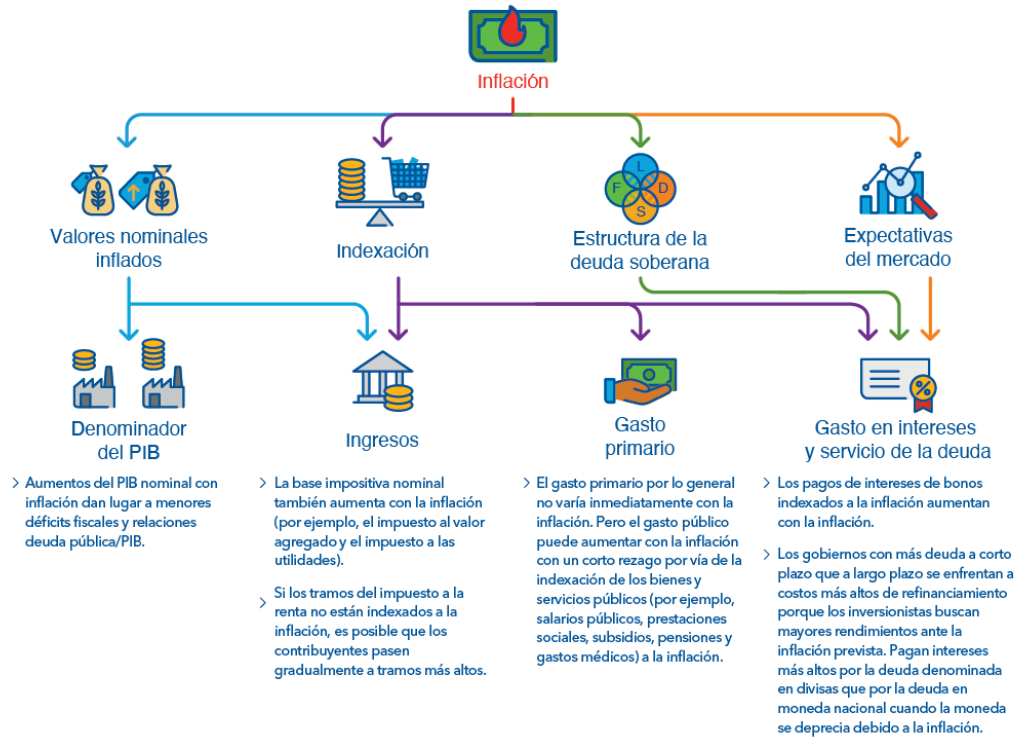 Inflación
Valores nominales
inflados
Indexación
L
F
D
S
Estructura de la
deuda soberana
Expectativas
del mercado
Denominador
del PIB
Ingresos
Gasto
primario
%
Gasto en intereses
y servicio de la deuda
> Aumentos del PIB nominal con
inflación dan lugar a menores
déficits fiscales y relaciones
deuda pública/PIB.
> La base impositiva nominal
también aumenta con la inflación
(por ejemplo, el impuesto al valor
agregado y el impuesto a las
utilidades).
> Si los tramos del impuesto a la
renta no están indexados a la
inflación, es posible que los
contribuyentes pasen
gradualmente a tramos más altos.
> El gasto primario por lo general
no varía inmediatamente con la
inflación. Pero el gasto público
puede aumentar con la inflación
con un corto rezago por vía de la
indexación de los bienes y
servicios públicos (por ejemplo,
salarios públicos, prestaciones
sociales, subsidios, pensiones y
gastos médicos) a la inflación.
> Los pagos de intereses de bonos
indexados a la inflación aumentan
con la inflación.
> Los gobiernos con más deuda a corto
plazo que a largo plazo se enfrentan a
costos más altos de refinanciamiento
porque los inversionistas buscan
mayores rendimientos ante la
inflación prevista. Pagan intereses
más altos por la deuda denominada
en divisas que por la deuda en
moneda nacional cuando la moneda
se deprecia debido a la inflación.